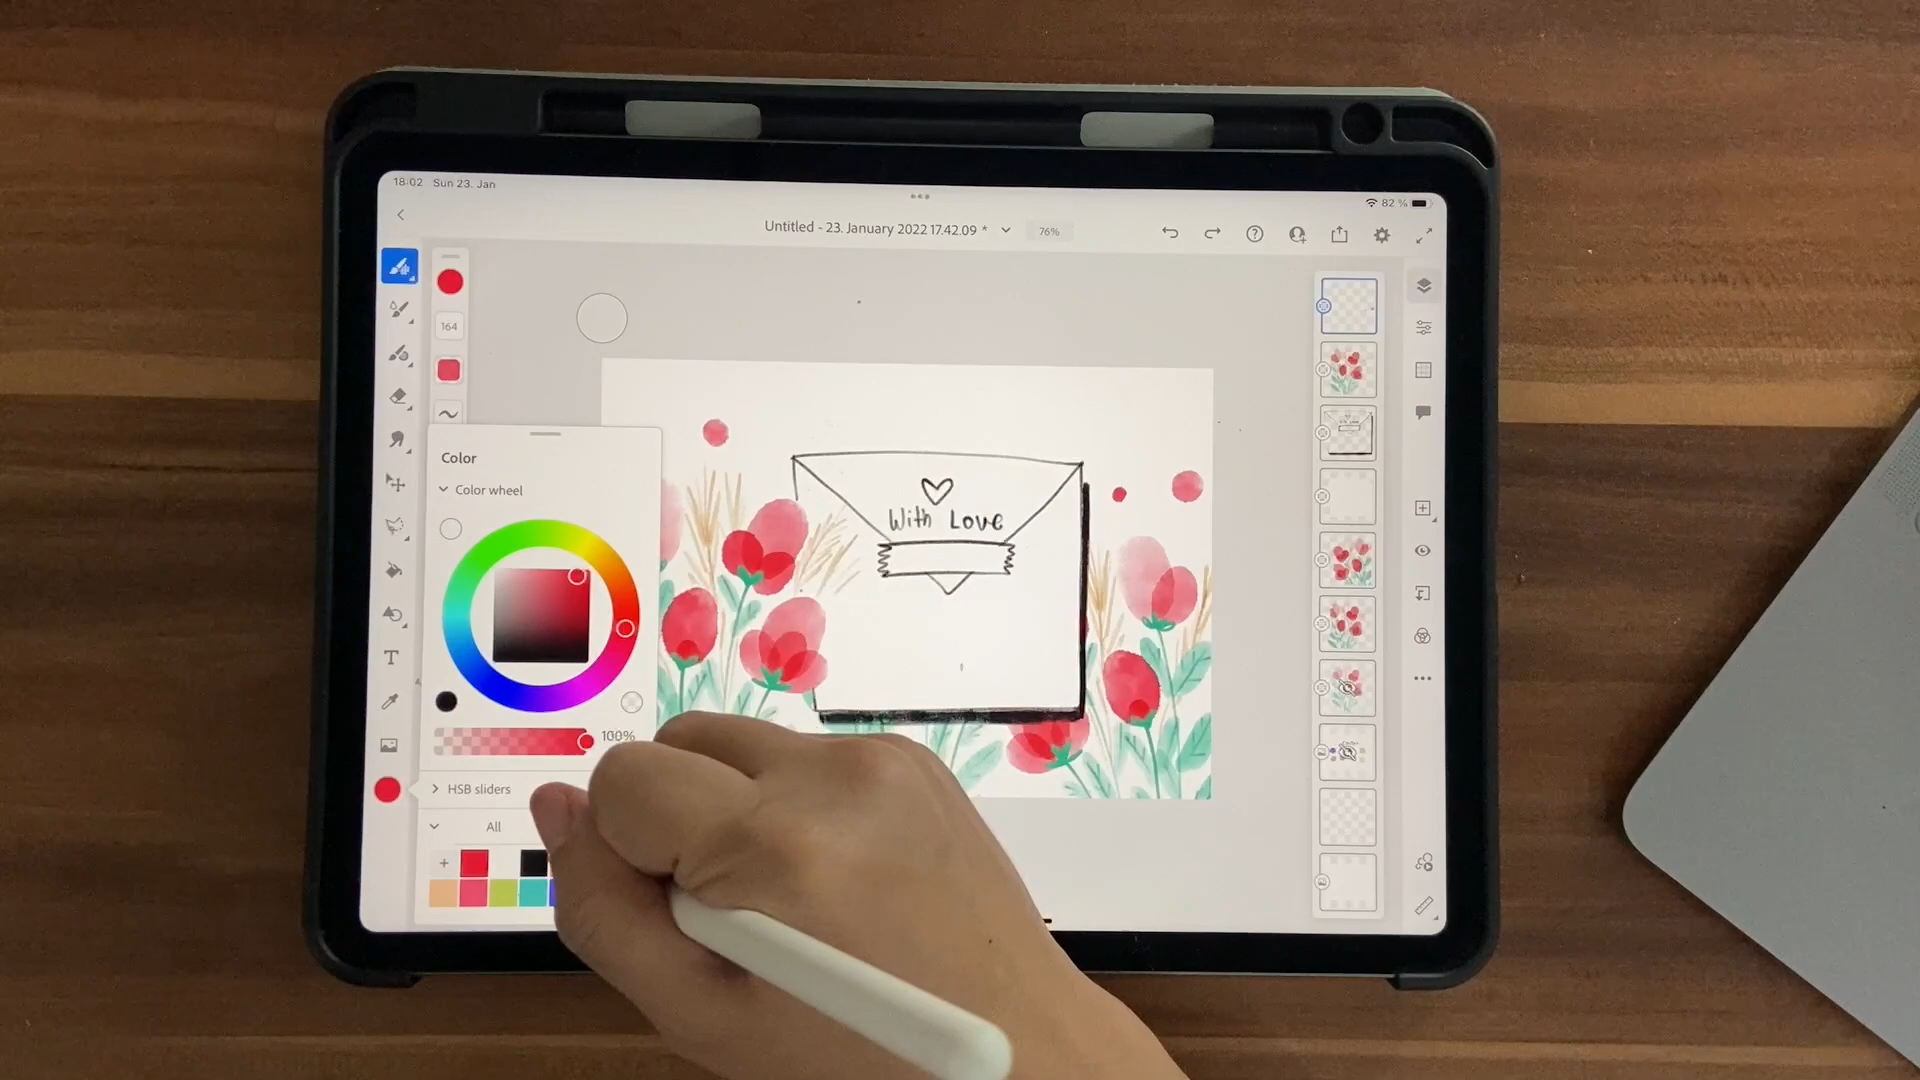 18:02 Sun 23. Jan
82 %
Untitled - 23. January 2022 17.42.09 *
76%
164
Color
Color wheel
With Love
100%
HSB sliders
All
T